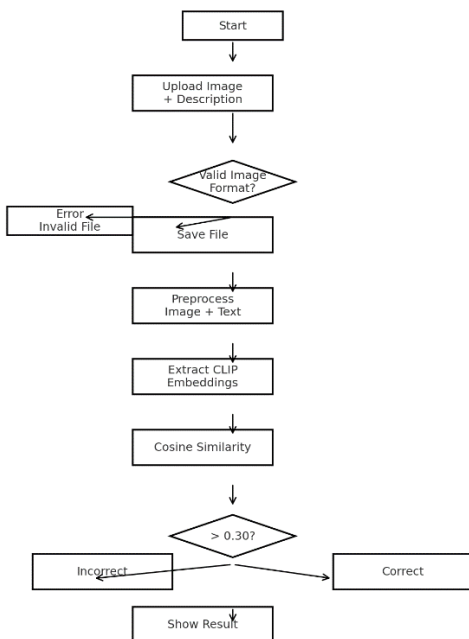 Start
Upload Image
+ Description
Valid Image
Format?
Error
Invalid File
Save File
Preprocess
Image + Text
Extract CLIP
Embeddings
Cosine Similarity
> 0.30?
Incorrect
Correct
Show Result